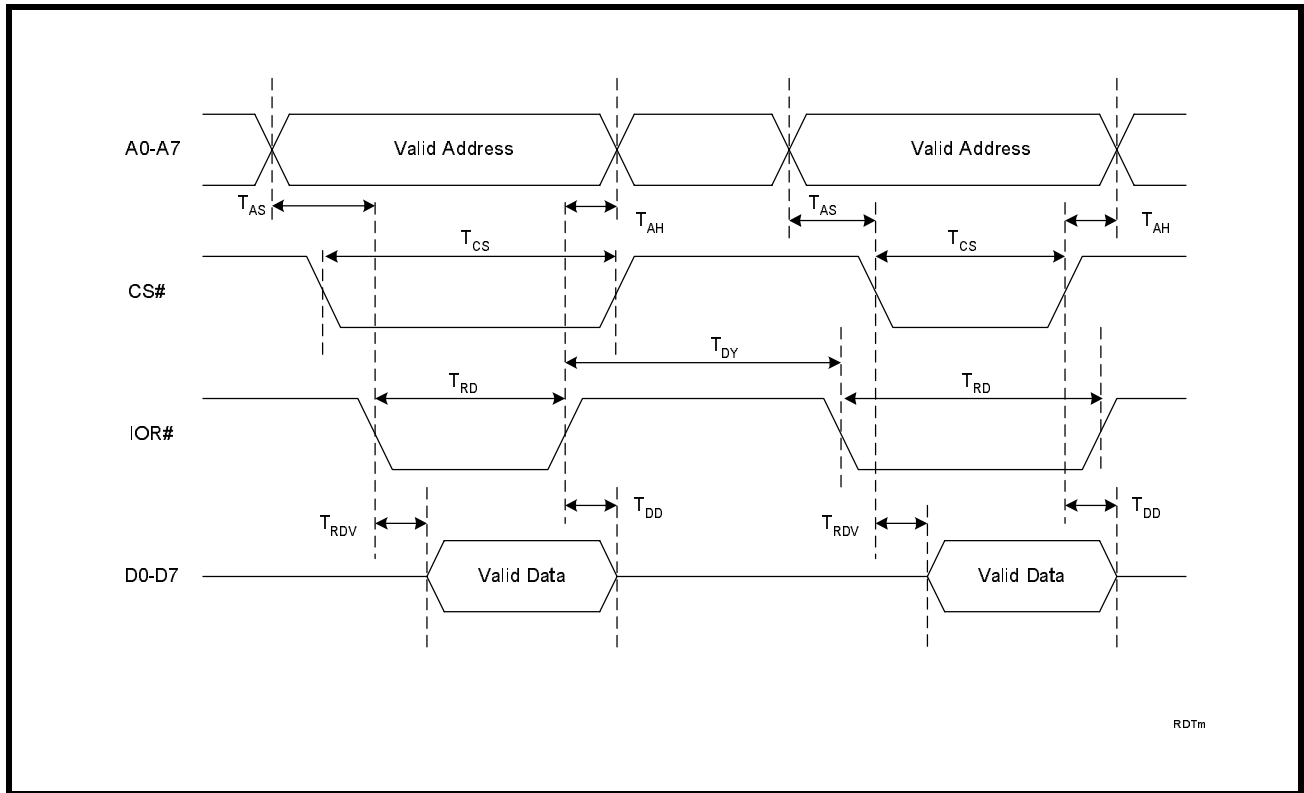 A0-A7 Valid Address Valid Address
TAS TAH TAS TAH
TCS TCS
CS#
TDY
TRD TRD
IOR#
TRDV TDD TRDV TDD
D0-D7 Valid Data Valid Data
RDTm